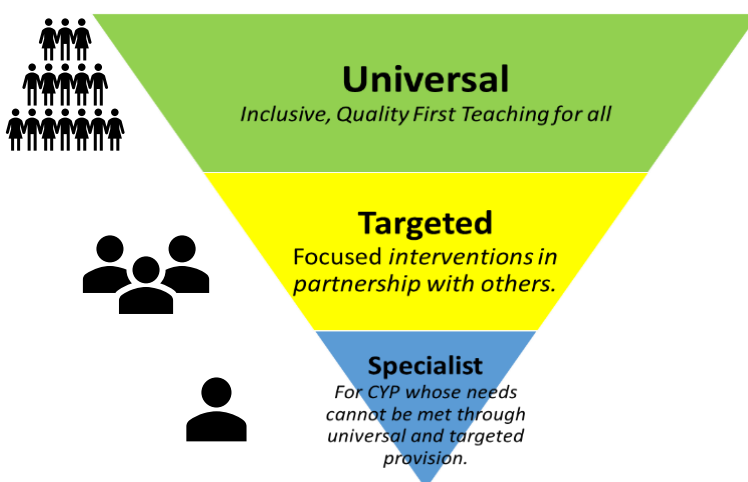 Universal
Inclusive, Quality First Teaching for all
Targeted
Focused interventions in
partnership with others.
Specialist
For CYP whose needs
cannot be met through
universal and targeted
provision.